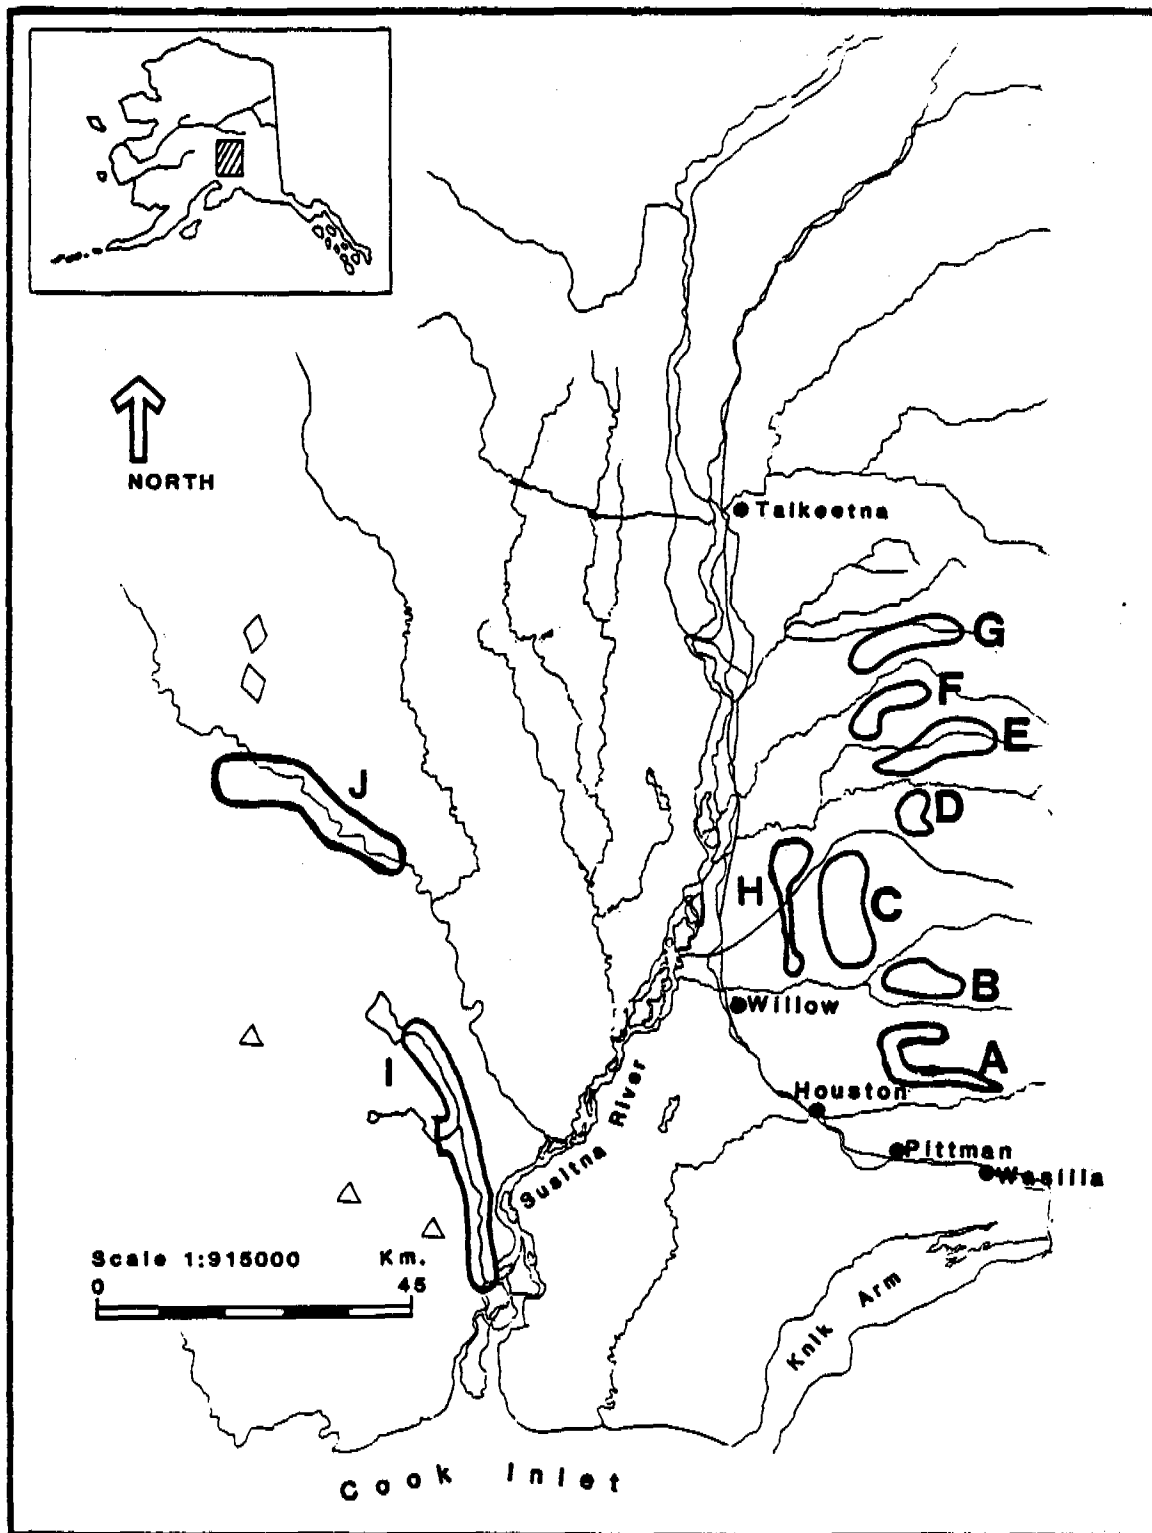 NORTH
Talkeetna
G
F
E
J
D
H
C
B
Willow
I
A
Houston
Susitna River
Pittman
Wasilla
Scale 1:915000 Km.
0 45
Knik Arm
Cook Inlet